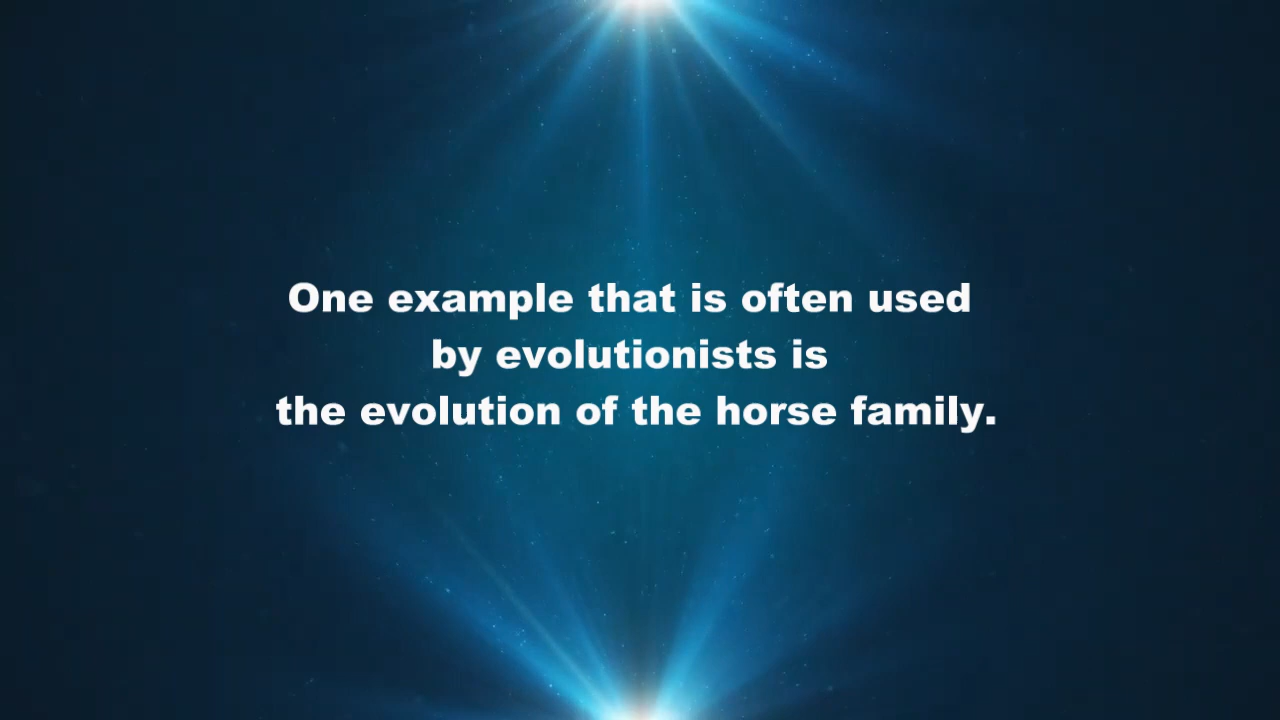 One example that is often used
by evolutionists is
the evolution of the horse family.